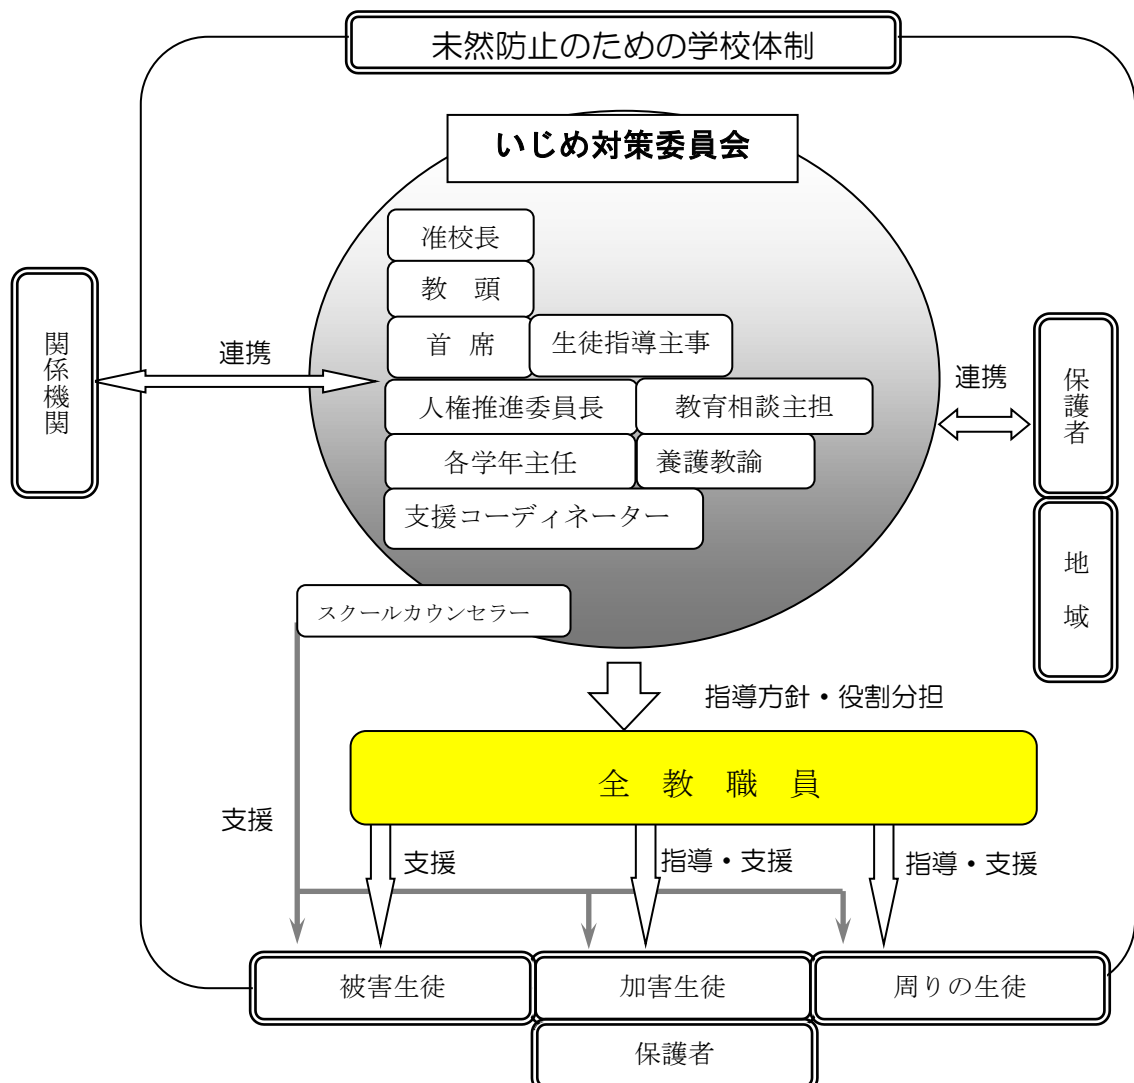 未然防止のための学校体制
いじめ対策委員会
准校長
教　頭
首 席
生徒指導主事
人権推進委員長
教育相談主担
各学年主任
養護教諭
支援コーディネーター
スクールカウンセラー
関係機関
連携
連携
保護者
地域
指導方針・役割分担
全　教　職　員
支援
支援
指導・支援
指導・支援
被害生徒
加害生徒
周りの生徒
保護者